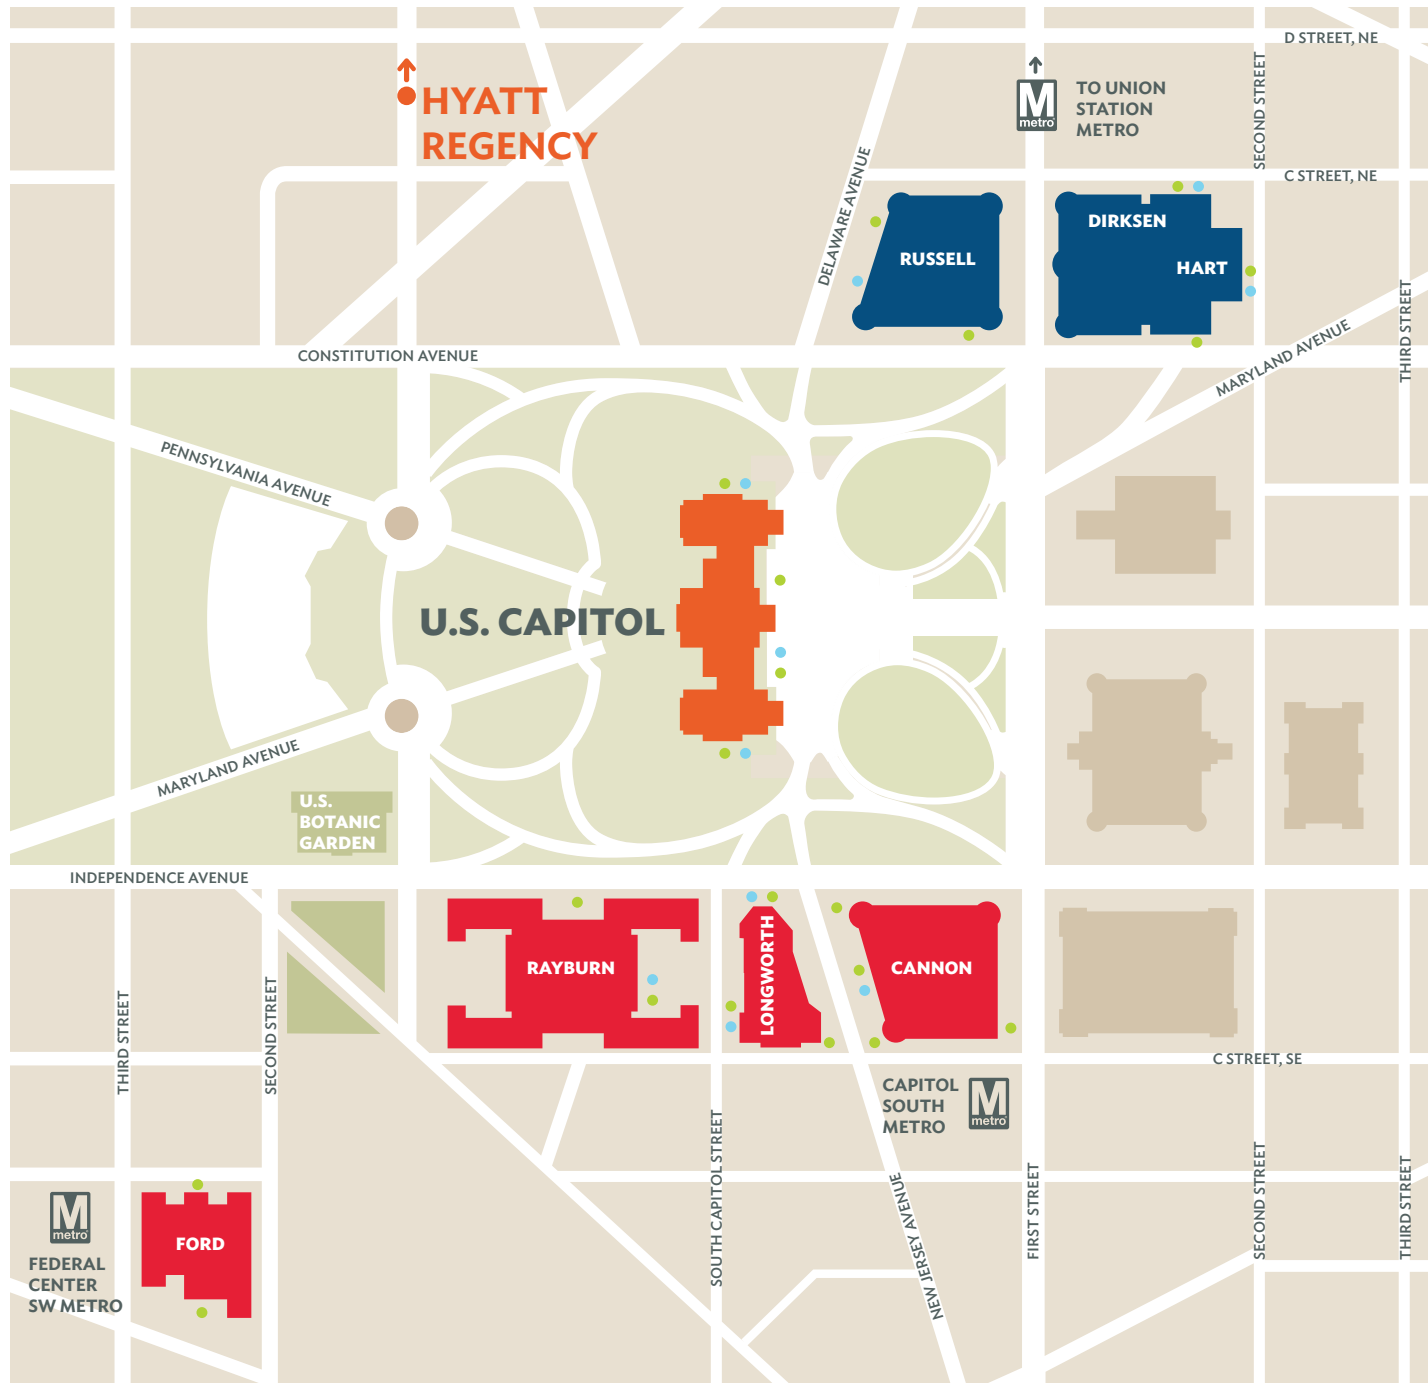 D STREET, NE
HYATT
REGENCY
M
metro
TO UNION
STATION
METRO
SECOND STREET
C STREET, NE
DELAWARE AVENUE
RUSSELL
DIRKSEN
HART
THIRD STREET
MARYLAND AVENUE
CONSTITUTION AVENUE
PENNSYLVANIA AVENUE
U.S. CAPITOL
MARYLAND AVENUE
U.S.
BOTANIC
GARDEN
INDEPENDENCE AVENUE
RAYBURN
LONGWORTH
CANNON
THIRD STREET
SECOND STREET
C STREET, SE
CAPITOL
SOUTH
METRO
M
metro
SOUTH CAPITOL STREET
NEW JERSEY AVENUE
FIRST STREET
SECOND STREET
THIRD STREET
M
metro
FEDERAL
CENTER
SW METRO
FORD